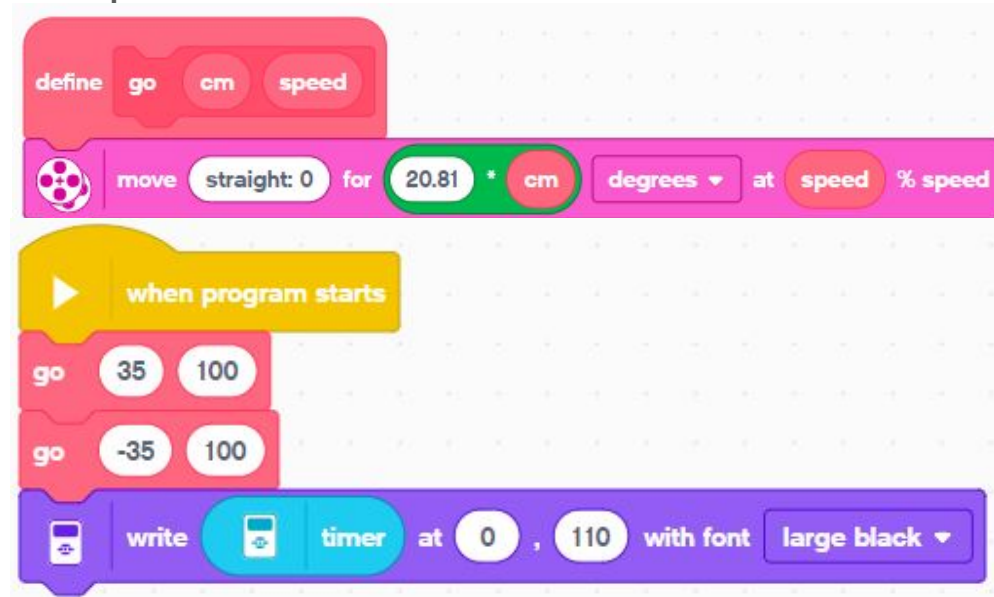 define go cm speed
move straight: 0 for 20.81 * cm degrees at speed % speed
when program starts
go 35 100
go -35 100
write timer at 0 , 110 with font large black